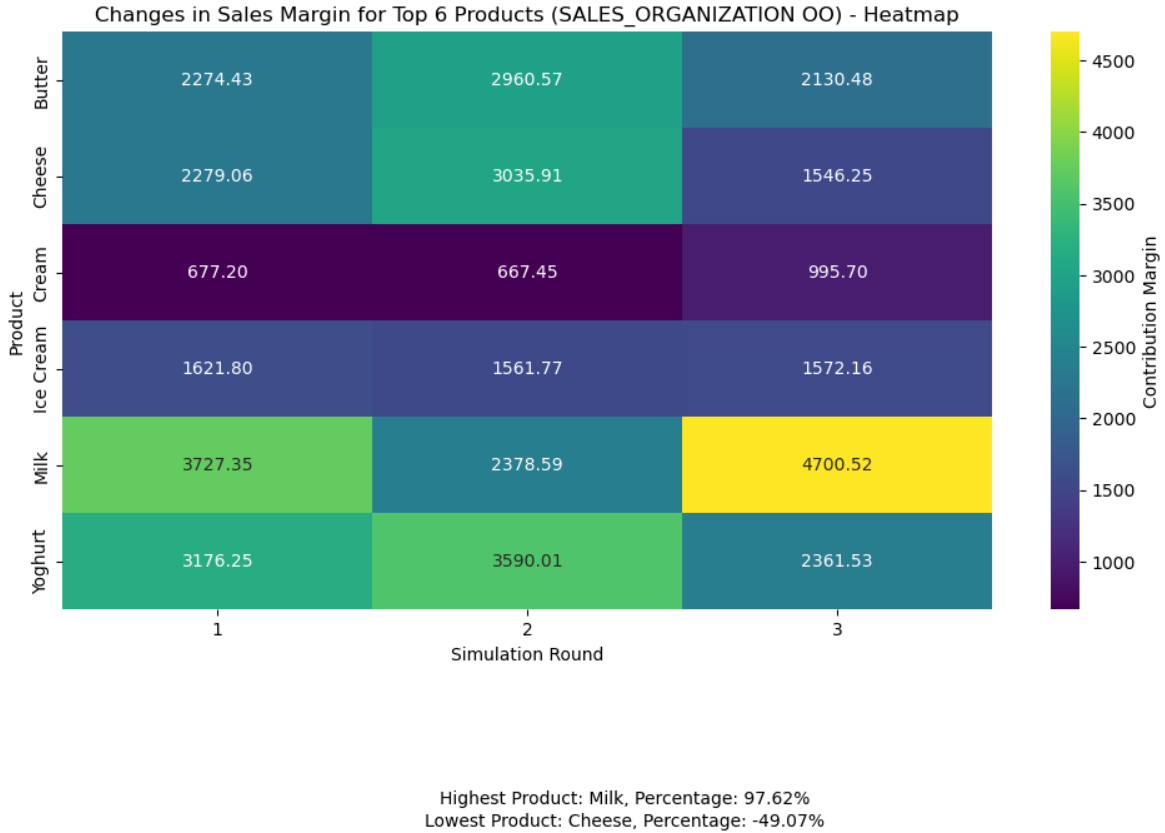 Changes in Sales Margin for Top 6 Products (SALES_ORGANIZATION OO) - Heatmap
Product
Butter 2274.43 2960.57 2130.48
Cheese 2279.06 3035.91 1546.25
Cream 677.20 667.45 995.70
Ice Cream 1621.80 1561.77 1572.16
Milk 3727.35 2378.59 4700.52
Yoghurt 3176.25 3590.01 2361.53
1 2 3
Simulation Round
4500
4000
3500
3000
2500
2000
1500
1000
Contribution Margin
Highest Product: Milk, Percentage: 97.62%
Lowest Product: Cheese, Percentage: -49.07%